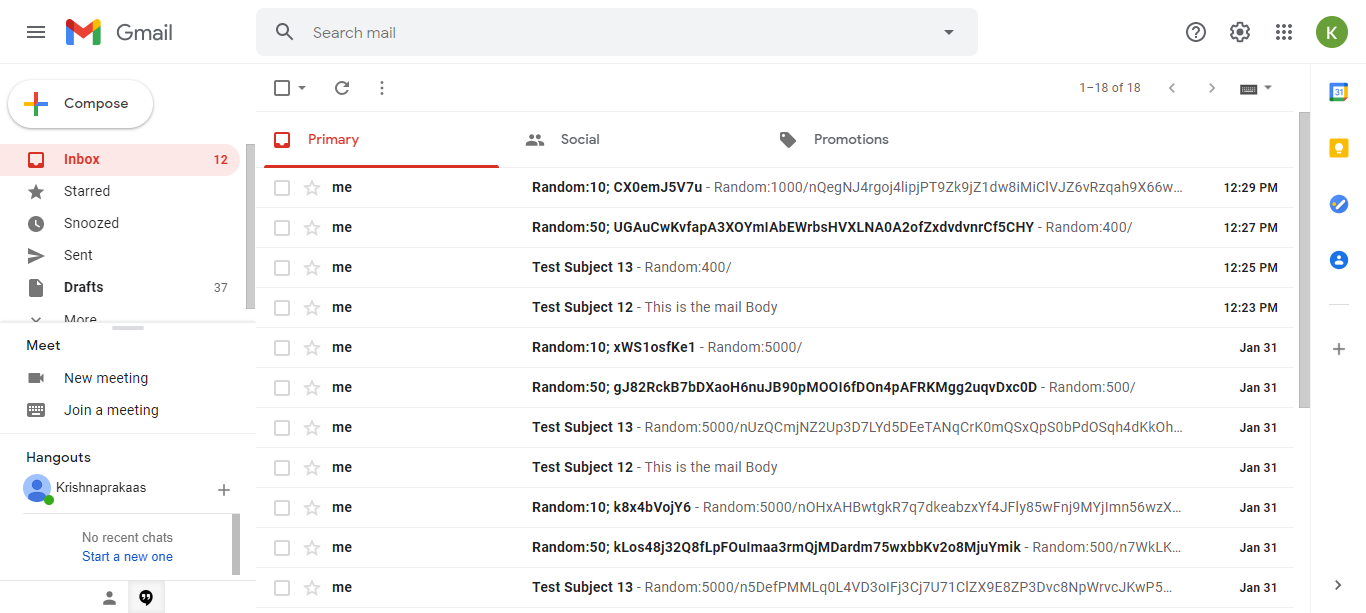 Gmail
Search mail
K
Compose
1–18 of 18
31
Inbox 12
Primary
Social
Promotions
Starred
Snoozed
Sent
Drafts 37
More
me Random:10; CX0emJ5V7u - Random:1000/nQegNJ4rgoj4lipjPT9Zk9jZ1dw8iMiClVJZ6vRzqah9X66w… 12:29 PM
me Random:50; UGAuCwKvfapA3XOYmIAbEWrbsHVXLNA0A2ofZxdvdvnrCf5CHY - Random:400/ 12:27 PM
me Test Subject 13 - Random:400/ 12:25 PM
me Test Subject 12 - This is the mail Body 12:23 PM
me Random:10; xWS1osfKe1 - Random:5000/ Jan 31
me Random:50; gJ82RckB7bDXaoH6nuJB90pMOOI6fDOn4pAFRKMgg2uqvDxc0D - Random:500/ Jan 31
me Test Subject 13 - Random:5000/nUzQCmjNZ2Up3D7LYd5DEeTANqCrK0mQSxQpS0bPdOSqh4dKkOh… Jan 31
me Test Subject 12 - This is the mail Body Jan 31
me Random:10; k8x4bVojY6 - Random:5000/nOHxAHBwtgkR7q7dkeabzxYf4JFly85wFnj9MYjImn56wzX… Jan 31
me Random:50; kLos48j32Q8fLpFOulmaa3rmQjMDardm75wxbbKv2o8MjuYmik - Random:500/n7WkLK… Jan 31
me Test Subject 13 - Random:5000/n5DefPMMLq0L4VD3oIFj3Cj7U71ClZX9E8ZP3Dvc8NpWrvcJKwP5… Jan 31
Meet
New meeting
Join a meeting
Hangouts
Krishnaprakaas
No recent chats
Start a new one